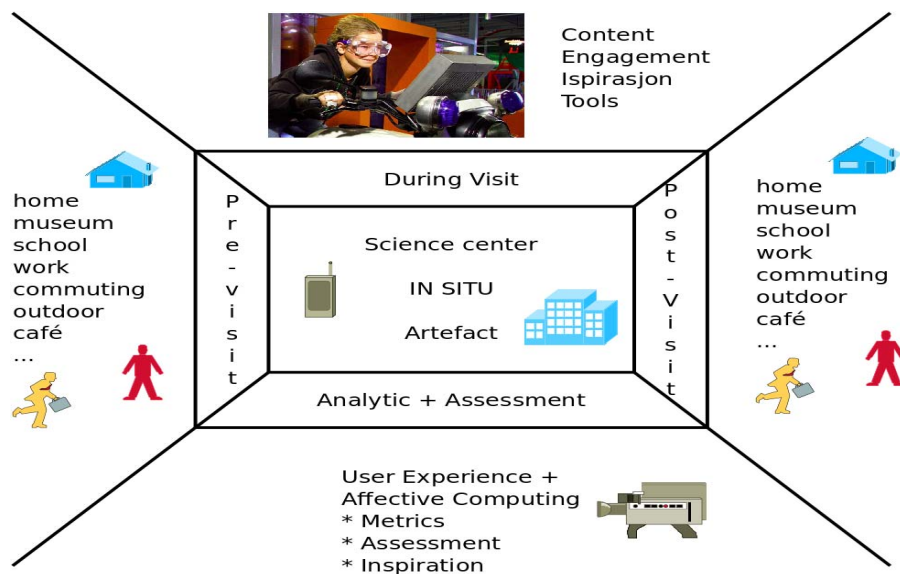 Content
Engagement
Ispirasjon
Tools
During Visit
home
museum
school
work
commuting
outdoor
café
...
Pre-visit
Science center
IN SITU
Artefact
Post-Visit
home
museum
school
work
commuting
outdoor
café
...
Analytic + Assessment
User Experience +
Affective Computing
* Metrics
* Assessment
* Inspiration